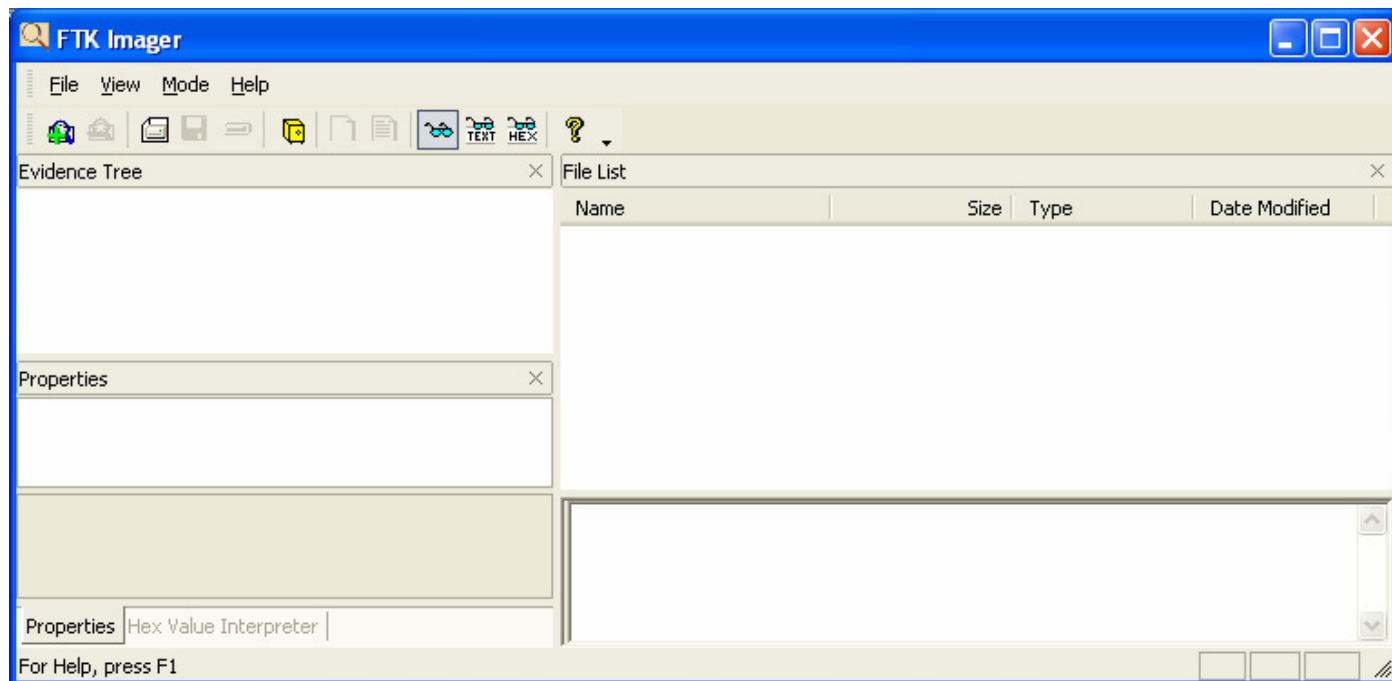 FTK Imager
File View Mode Help
TEXT HEX ?
Evidence Tree
File List
Name Size Type Date Modified
Properties
Properties Hex Value Interpreter
For Help, press F1